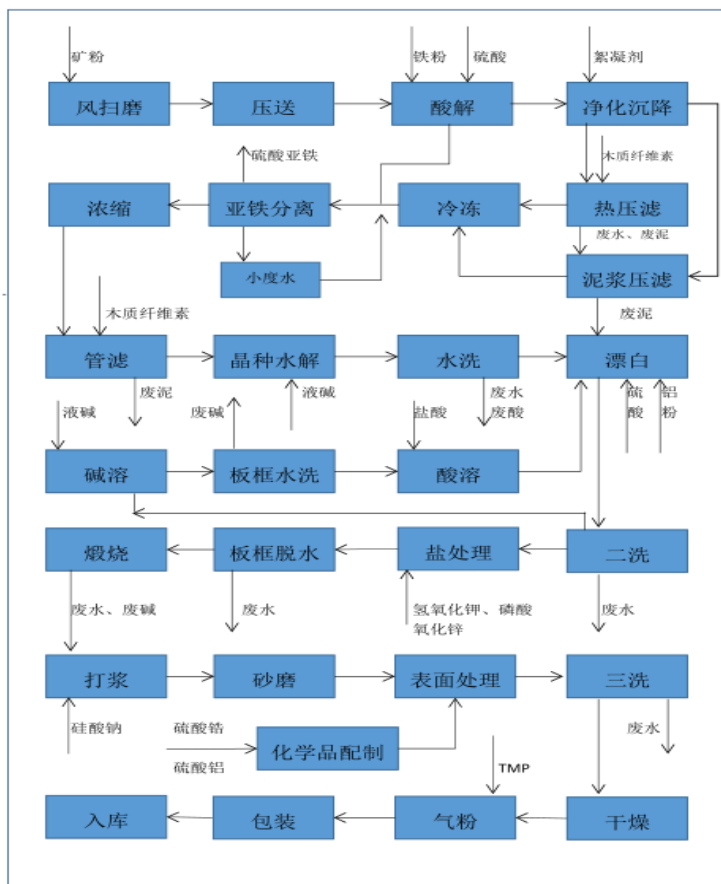 矿粉
铁粉
硫酸
絮凝剂
风扫磨
压送
酸解
净化沉降
硫酸亚铁
木质纤维素
浓缩
亚铁分离
冷冻
热压滤
废水、废泥
小度水
泥浆压滤
木质纤维素
废泥
管滤
晶种水解
水洗
漂白
液碱
废泥
废碱
液碱
盐酸
废水
废酸
硫
酸
铝
粉
碱溶
板框水洗
酸溶
煅烧
板框脱水
盐处理
二洗
废水、废碱
废水
氢氧化钾、磷酸
氧化锌
废水
打浆
砂磨
表面处理
三洗
硅酸钠
硫酸锆
硫酸铝
化学品配制
废水
TMP
入库
包装
气粉
干燥